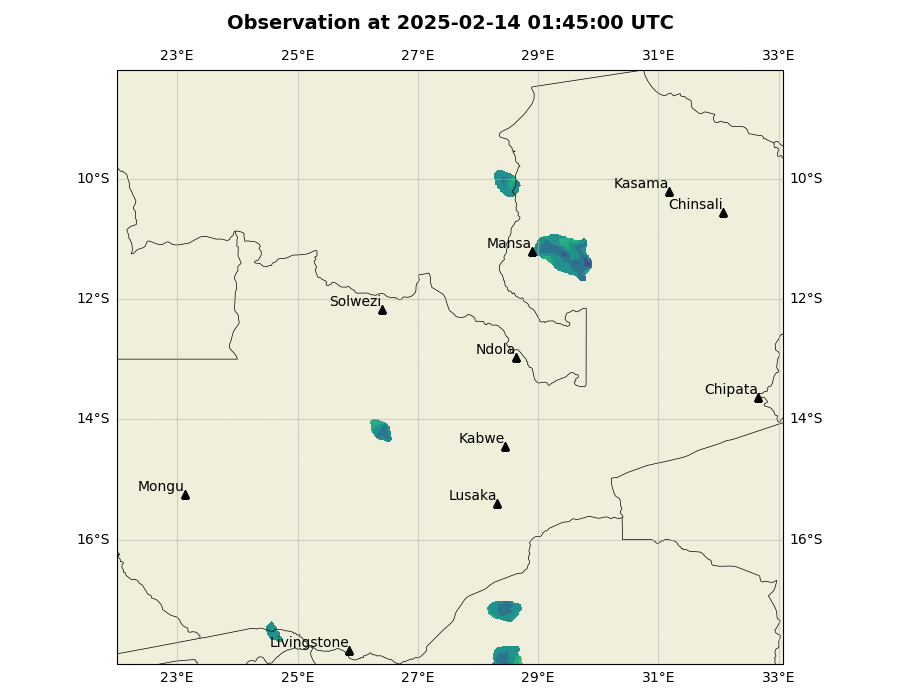 Observation at 2025-02-14 01:45:00 UTC
23°E 25°E 27°E 29°E 31°E 33°E
10°S 10°S
Kasama
Chinsali
Mansa
12°S 12°S
Solwezi
Ndola
Chipata
14°S 14°S
Kabwe
Mongu
Lusaka
16°S 16°S
Livingstone
23°E 25°E 27°E 29°E 31°E 33°E